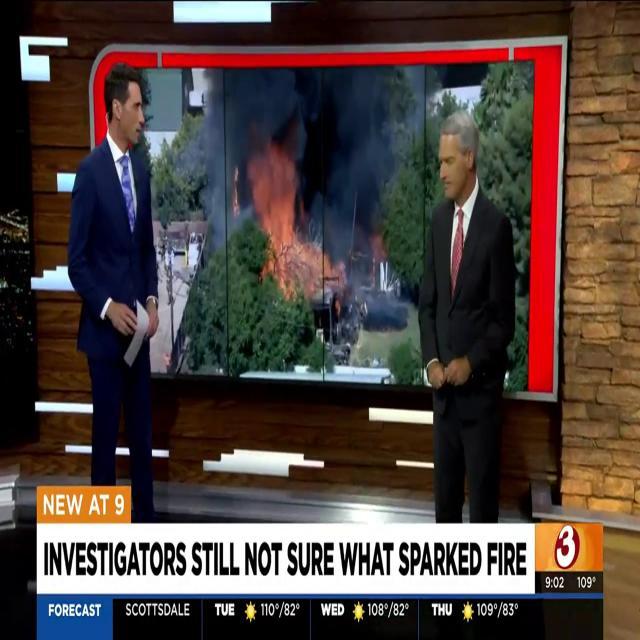 NEW AT 9
INVESTIGATORS STILL NOT SURE WHAT SPARKED FIRE
3
9:02 109°
FORECAST SCOTTSDALE TUE 110°/82° WED 108°/82° THU 109°/83°